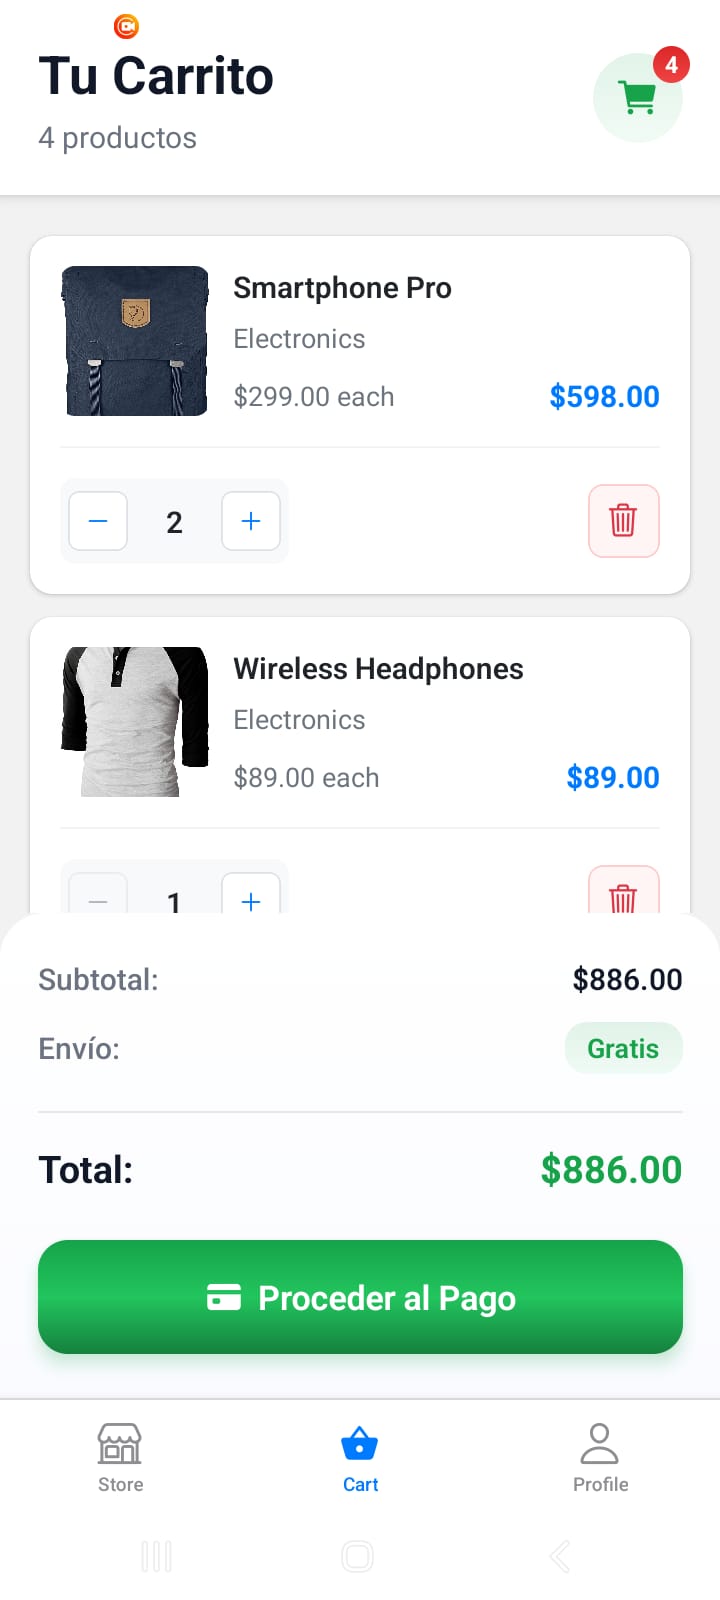 Tu Carrito
4
4 productos
Smartphone Pro
Electronics
$299.00 each
$598.00
2
Wireless Headphones
Electronics
$89.00 each
$89.00
1
Subtotal:
$886.00
Envío:
Gratis
Total:
$886.00
Proceder al Pago
Store
Cart
Profile